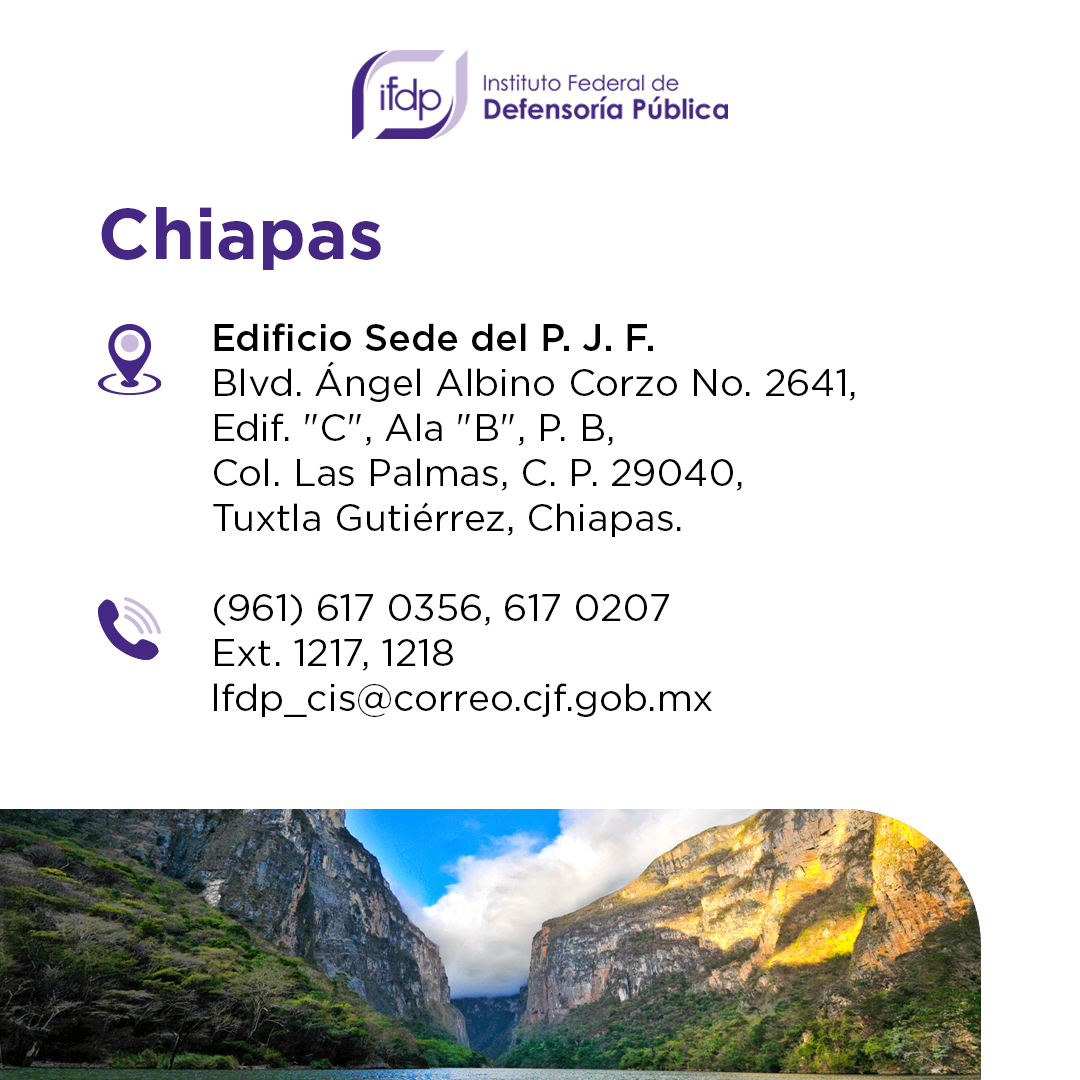 ifdp
Instituto Federal de
Defensoría Pública
Chiapas
Edificio Sede del P. J. F.
Blvd. Ángel Albino Corzo No. 2641,
Edif. "C", Ala "B", P. B,
Col. Las Palmas, C. P. 29040,
Tuxtla Gutiérrez, Chiapas.
(961) 617 0356, 617 0207
Ext. 1217, 1218
Ifdp_cis@correo.cjf.gob.mx